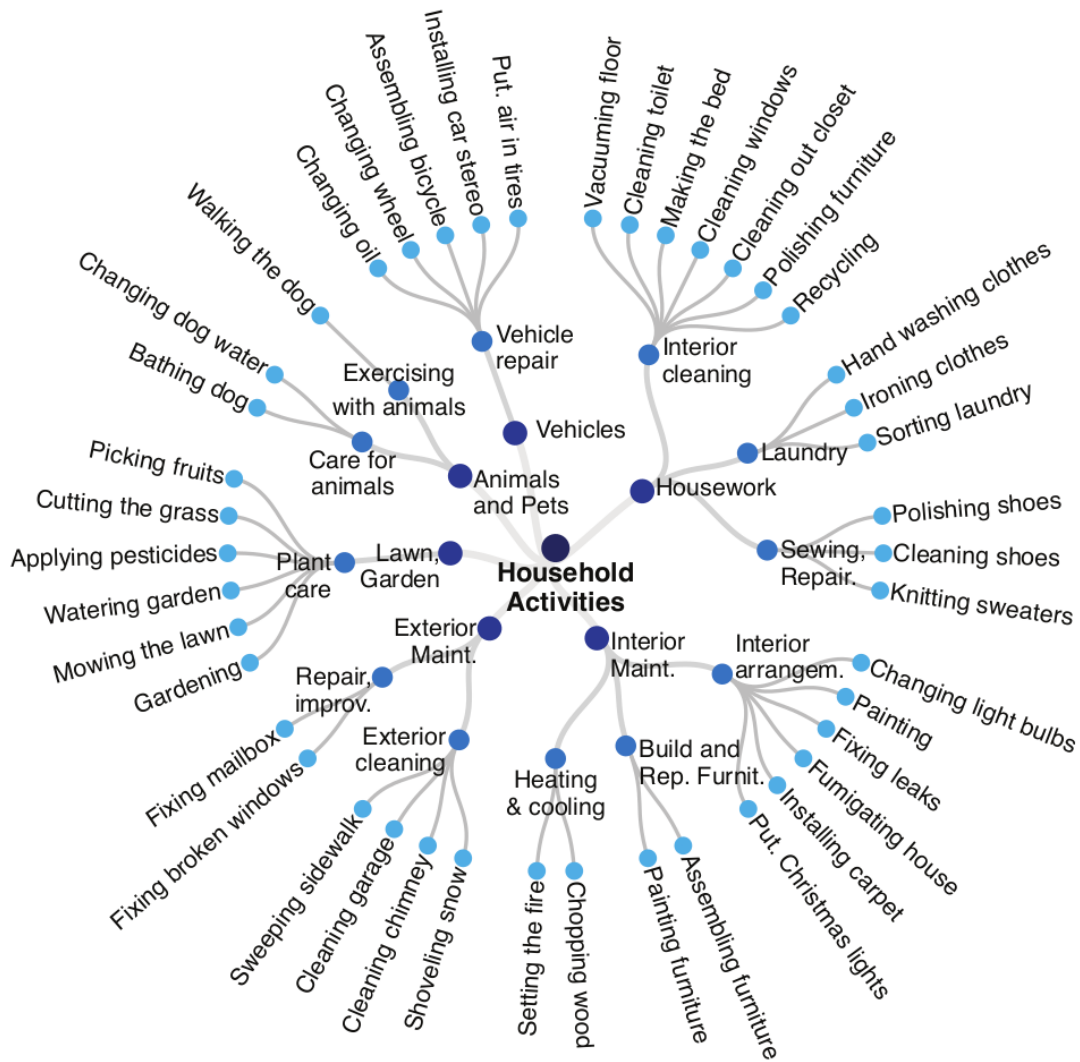 Household
Activities
Vehicles
Vehicle
repair
Changing oil
Changing wheel
Assembling bicycle
Installing car stereo
Put. air in tires
Housework
Interior
cleaning
Vacuuming floor
Cleaning toilet
Making the bed
Cleaning windows
Cleaning out closet
Polishing furniture
Recycling
Laundry
Hand washing clothes
Ironing clothes
Sorting laundry
Sewing,
Repair.
Polishing shoes
Cleaning shoes
Knitting sweaters
Interior
Maint.
Interior
arrangem.
Changing light bulbs
Painting
Fixing leaks
Fumigating house
Installing carpet
Put. Christmas lights
Build and
Rep. Furnit.
Assembling furniture
Painting furniture
Heating
& cooling
Chopping wood
Setting the fire
Exterior
Maint.
Exterior
cleaning
Shoveling snow
Cleaning chimney
Cleaning garage
Sweeping sidewalk
Repair,
improv.
Fixing broken windows
Fixing mailbox
Lawn,
Garden
Plant
care
Gardening
Mowing the lawn
Watering garden
Applying pesticides
Cutting the grass
Picking fruits
Animals
and Pets
Care for
animals
Bathing dog
Changing dog water
Exercising
with animals
Walking the dog